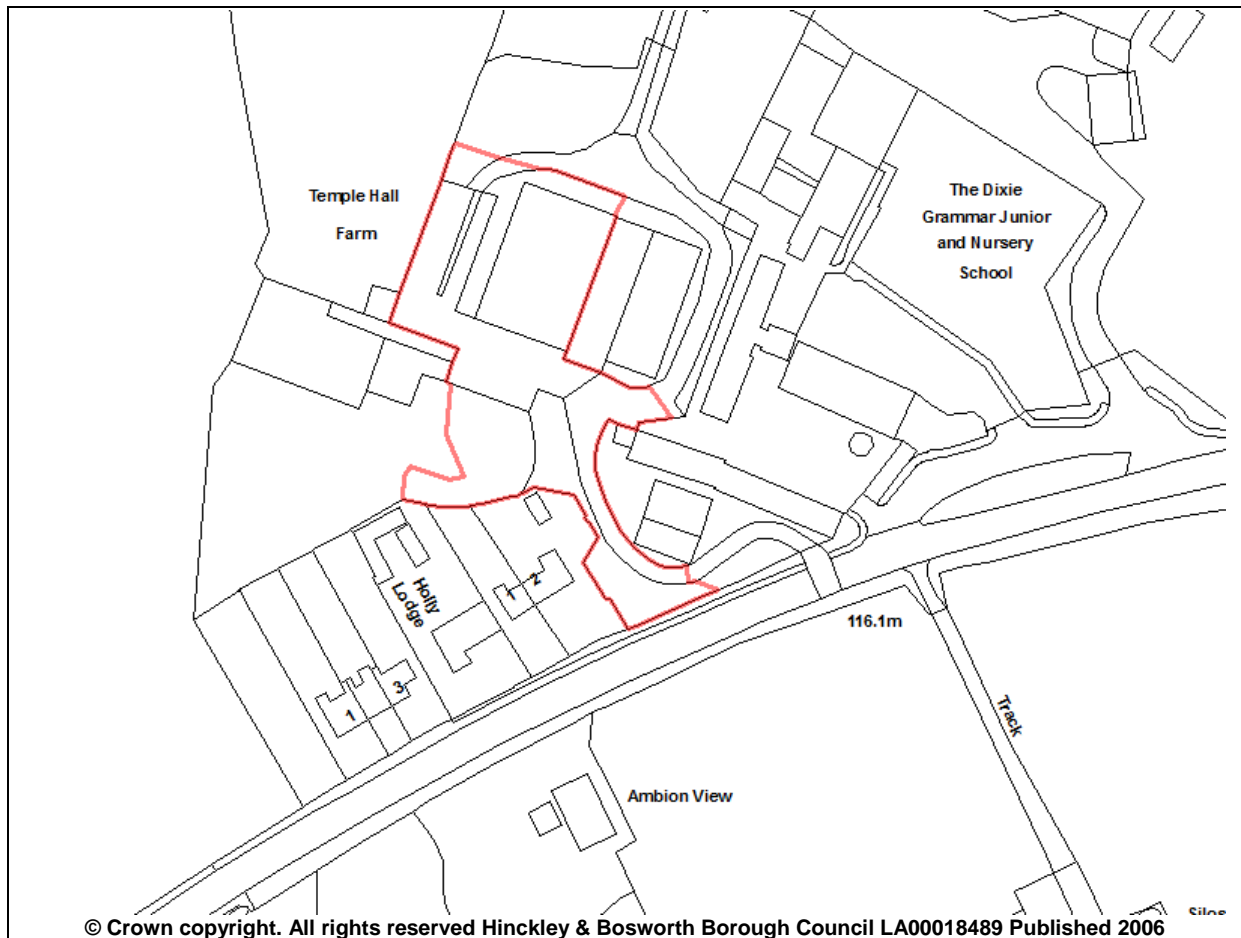 Temple Hall
Farm
The Dixie
Grammar Junior
and Nursery
School
Holly
Lodge
1
2
1
3
116.1m
Track
Ambion View
© Crown copyright. All rights reserved Hinckley & Bosworth Borough Council LA00018489 Published 2006